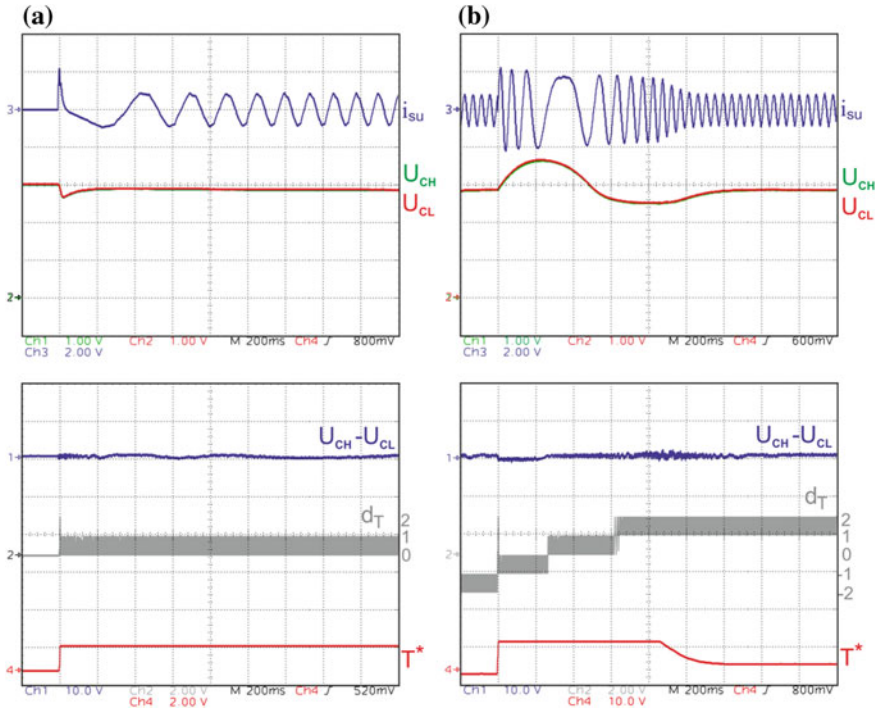 (a)
3
i_su
U_CH
U_CL
2
Ch1 1.00 V Ch2 1.00 V M 200ms Ch4 ∫ 800mV
Ch3 2.00 V
(b)
3
i_su
U_CH
U_CL
2
Ch1 1.00 V Ch2 1.00 V M 200ms Ch4 ∫ 600mV
Ch3 2.00 V
U_CH-U_CL
1
d_T
2
1
0
2
T*
4
Ch1 10.0 V Ch2 2.00 V M 200ms Ch4 ∫ 520mV
Ch4 2.00 V
U_CH-U_CL
1
d_T
2
1
0
-1
-2
2
T*
4
Ch1 10.0 V Ch2 2.00 V M 200ms Ch4 ∫ 800mV
Ch4 10.0 V